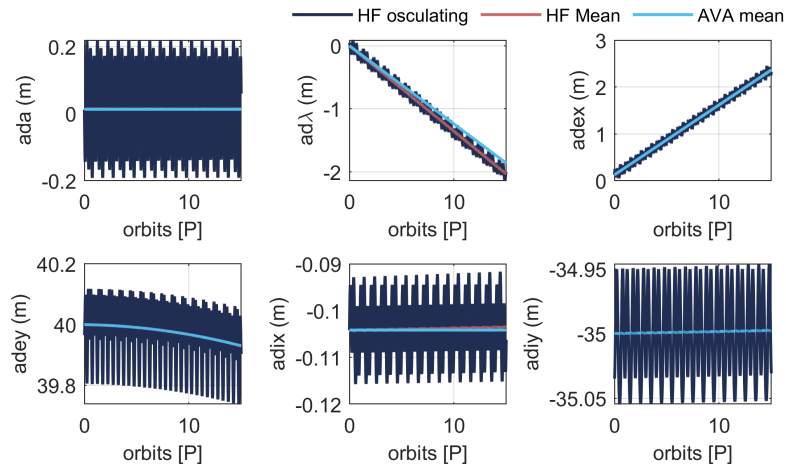 HF osculating HF Mean AVA mean
0.2
0
-0.2
ada (m)
0 10
orbits [P]
0
-1
-2
adλ (m)
0 10
orbits [P]
3
2
1
0
adex (m)
0 10
orbits [P]
40.2
40
39.8
adey (m)
0 10
orbits [P]
-0.09
-0.1
-0.11
-0.12
adix (m)
0 10
orbits [P]
-34.95
-35
-35.05
adiy (m)
0 10
orbits [P]